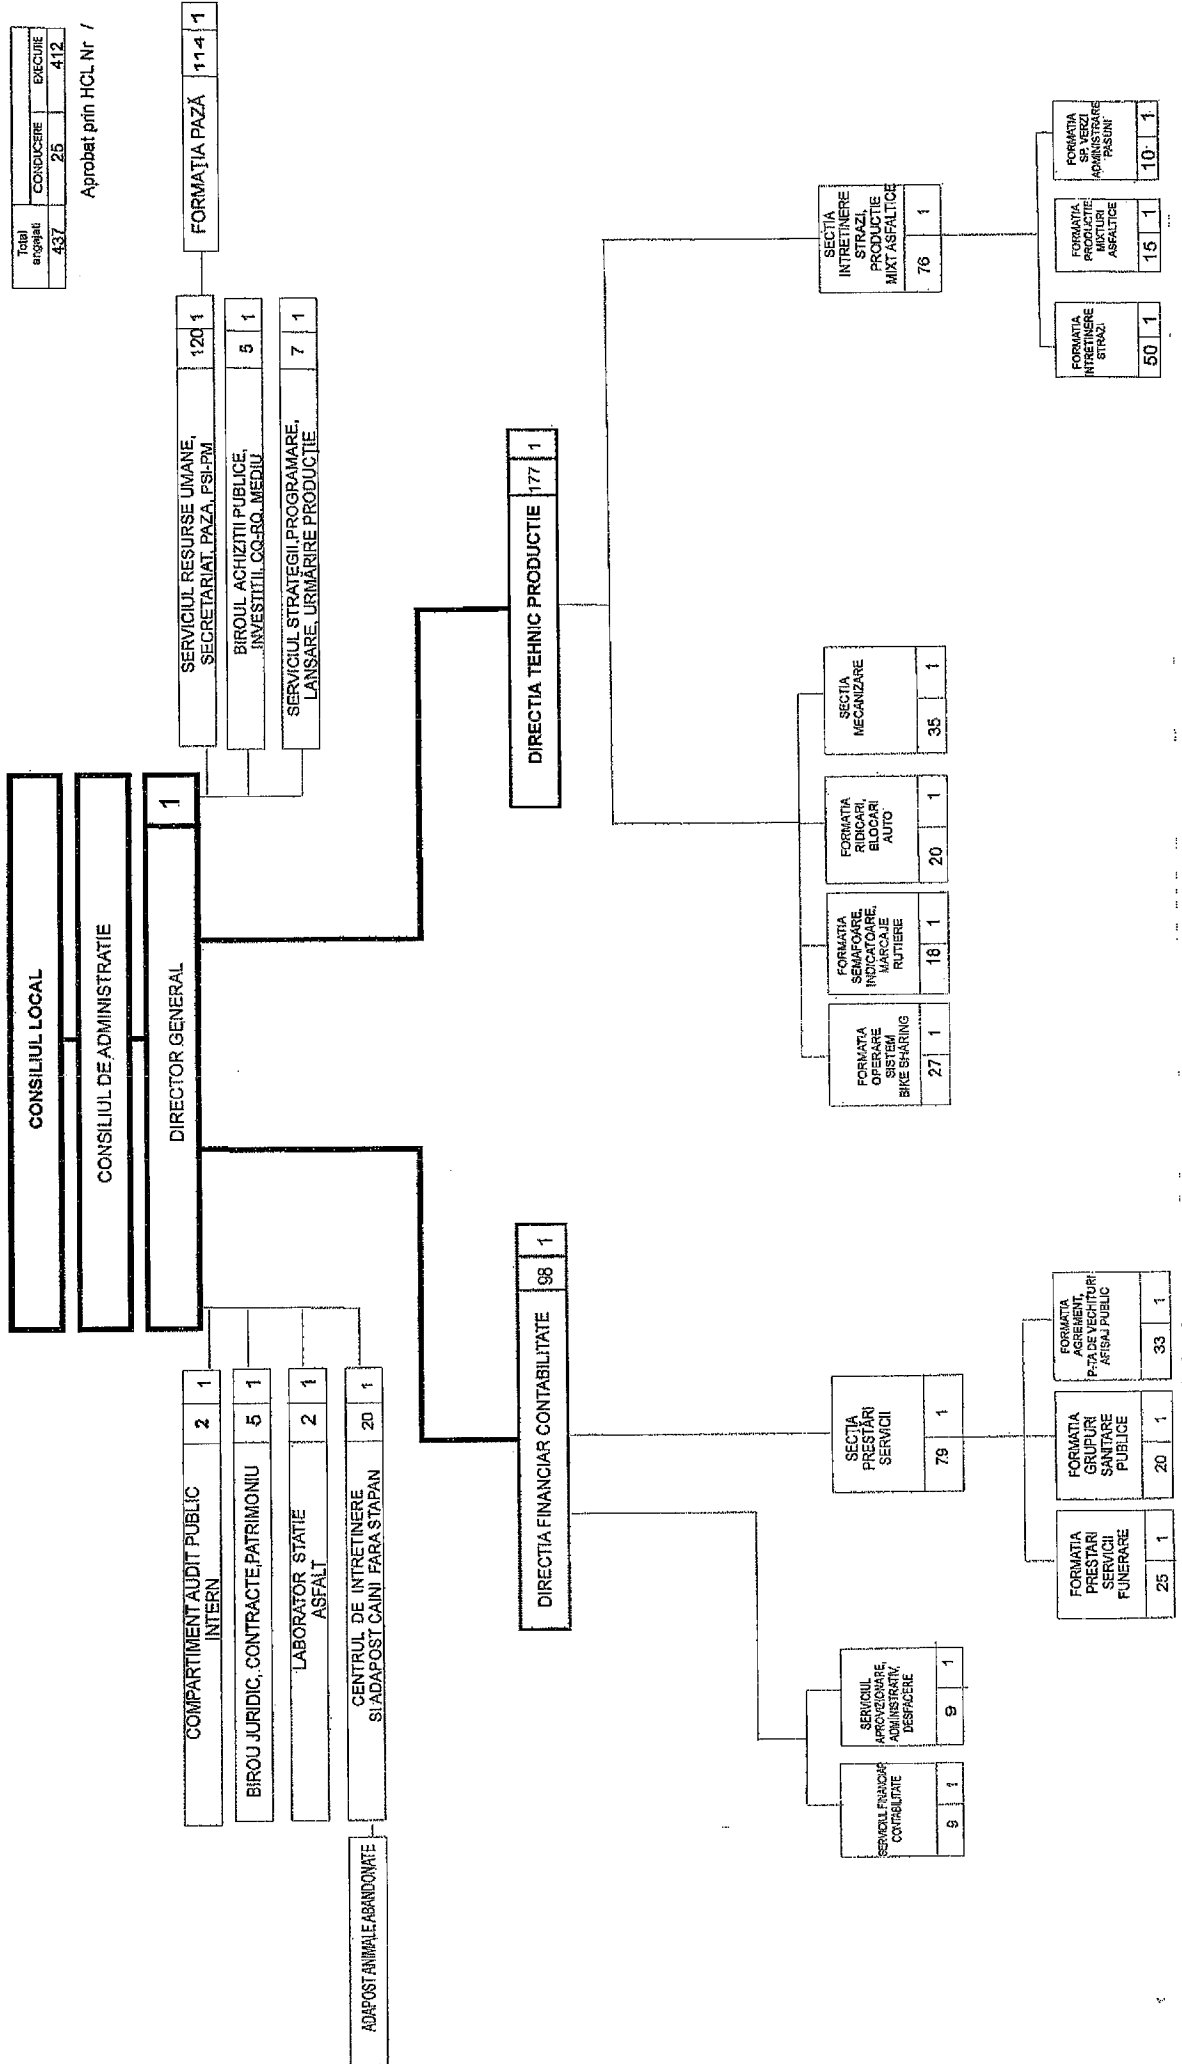 Total
angajati
CONDUCERE
EXECUTIE
437
25
412
Aprobat prin HCL Nr /
CONSILIUL LOCAL
CONSILIUL DE ADMINISTRATIE
DIRECTOR GENERAL
1
COMPARTIMENT AUDIT PUBLIC
INTERN
2
1
BIROU JURIDIC, CONTRACTE,PATRIMONIU
5
1
LABORATOR STATIE
ASFALT
2
1
CENTRUL DE INTRETINERE
SI ADAPOST CAINI FARA STAPAN
20
1
ADAPOST ANIMALE ABANDONATE
SERVICIUL RESURSE UMANE,
SECRETARIAT, PAZA, PSI-PM
120
1
FORMAȚIA PAZĂ
114
1
BIROUL ACHIZITII PUBLICE,
INVESTITII, CQ-RQ, MEDIU
5
1
SERVICIUL STRATEGII,PROGRAMARE,
LANSARE, URMĂRIRE PRODUCȚIE
7
1
DIRECTIA FINANCIAR CONTABILITATE
98
1
DIRECTIA TEHNIC PRODUCTIE
177
1
SERVICIUL FINANCIAR
CONTABILITATE
9
1
SERVICIUL
APROVIZIONARE,
ADMINISTRATIV,
DESFACERE
9
1
SECȚIA
PRESTĂRI
SERVICII
79
1
FORMATIA
PRESTARI
SERVICII
FUNERARE
25
1
FORMATIA
GRUPURI
SANITARE
PUBLICE
20
1
FORMATIA
AGREMENT,
P-TA DE VECHITURI
AFISAJ PUBLIC
33
1
FORMATIA
OPERARE
SISTEM
BIKE SHARING
27
1
FORMATIA
SEMAFOARE,
INDICATOARE,
MARCAJE
RUTIERE
18
1
FORMATIA
RIDICARI,
BLOCARI
AUTO
20
1
SECTIA
MECANIZARE
35
1
SECTIA
INTRETINERE
STRAZI,
PRODUCTIE
MIXT ASFALTICE
76
1
FORMATIA
INTRETINERE
STRAZI
50
1
FORMATIA
PRODUCTIE
MIXTURI
ASFALTICE
15
1
FORMATIA
SP. VERZI
ADMINISTRARE
PASUNI
10
1